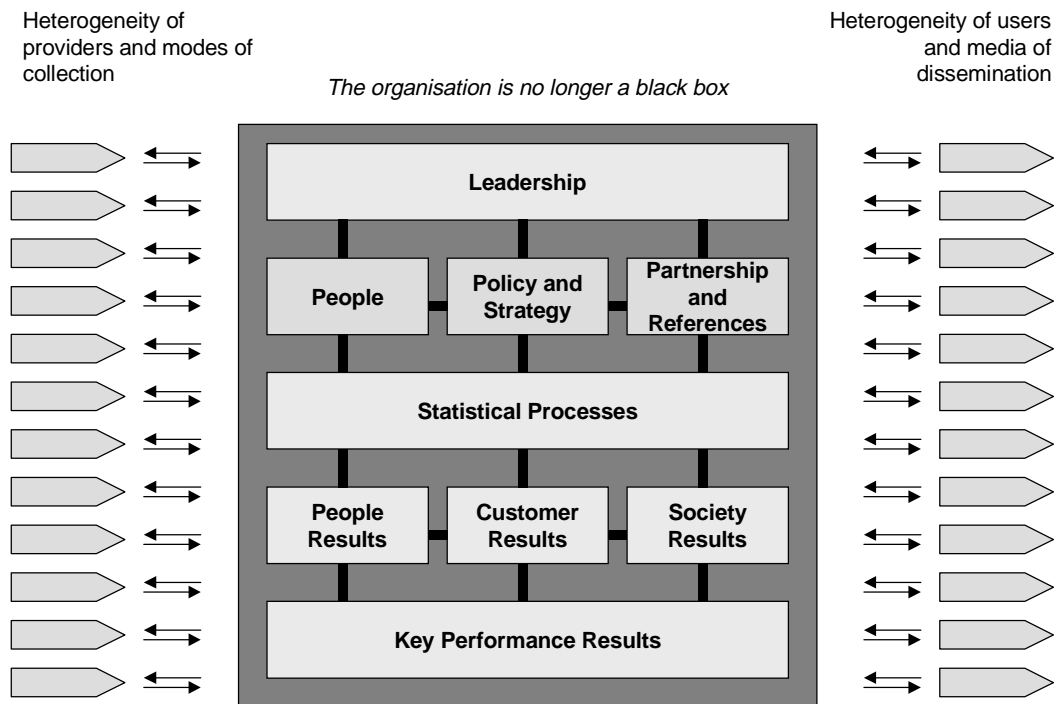 Heterogeneity of
providers and modes of
collection
Heterogeneity of users
and media of
dissemination
The organisation is no longer a black box
Leadership
People
Policy and
Strategy
Partnership
and
References
Statistical Processes
People
Results
Customer
Results
Society
Results
Key Performance Results